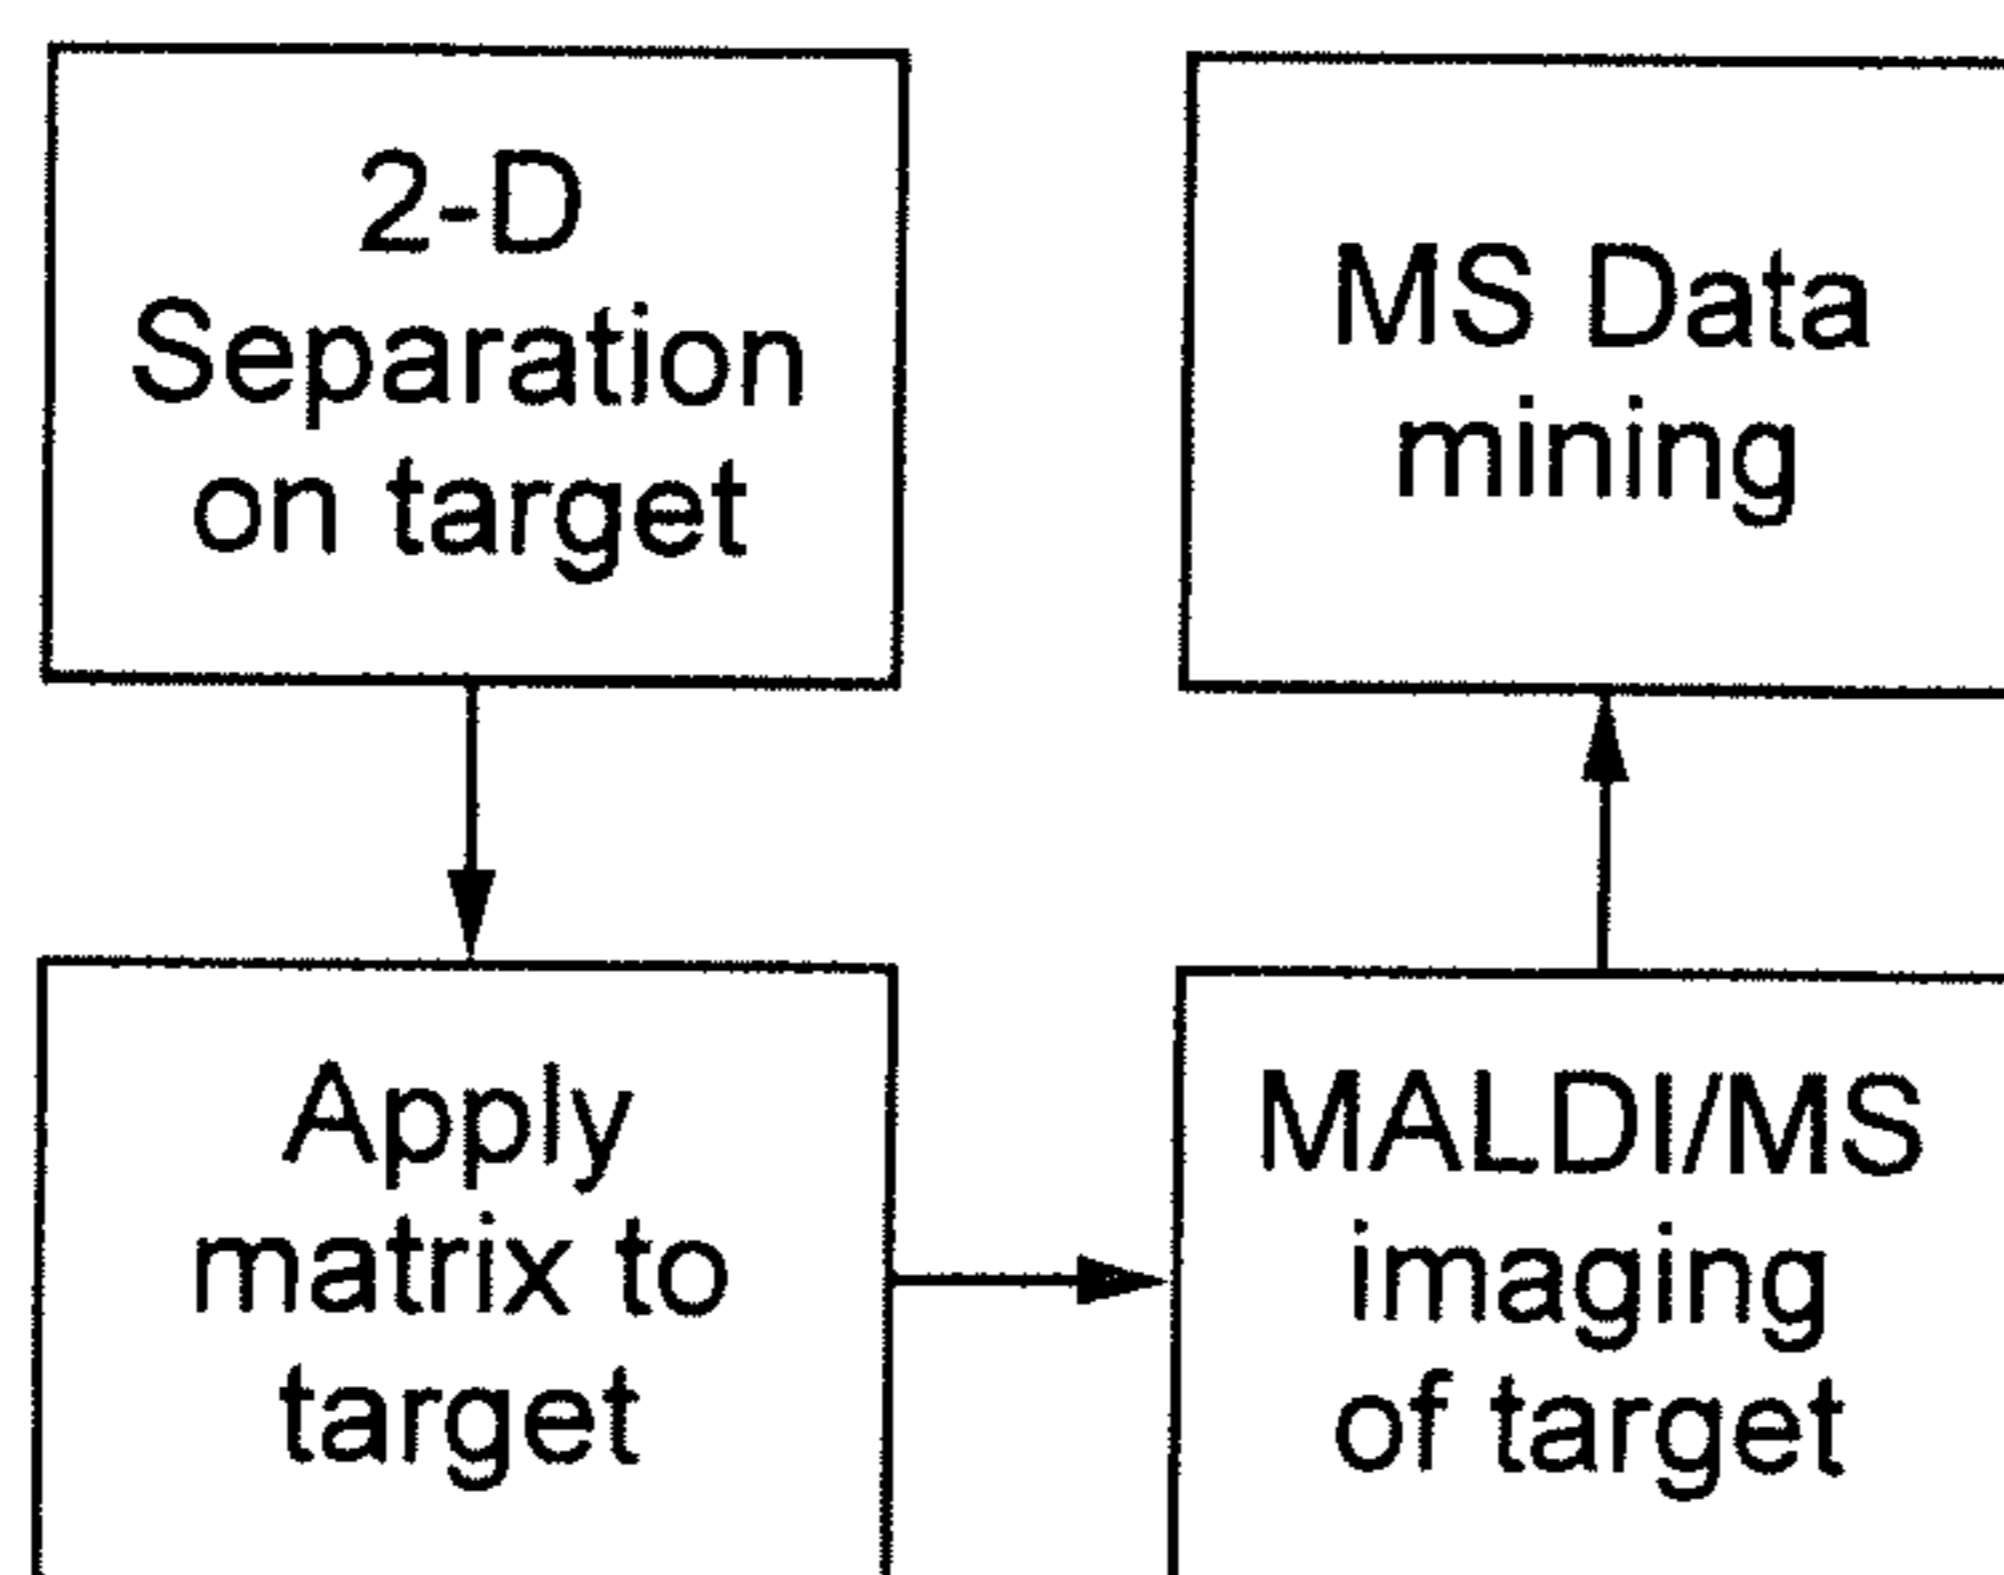 2-D
Separation
on target
Apply
matrix to
target
MALDI/MS
imaging
of target
MS Data
mining